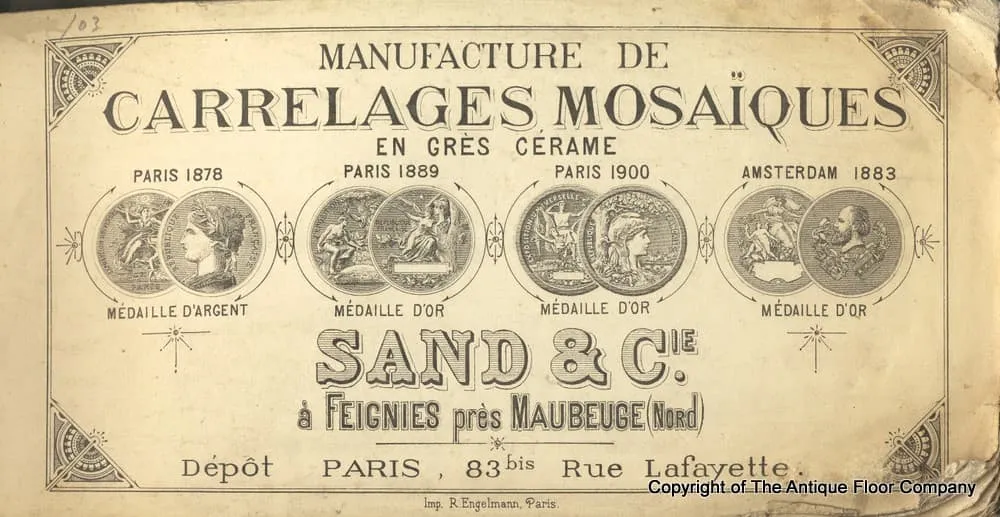 103
MANUFACTURE DE
CARRELAGES MOSAÏQUES
EN GRÈS CÉRAME
PARIS 1878 PARIS 1889 PARIS 1900 AMSTERDAM 1883
MÉDAILLE D'ARGENT MÉDAILLE D'OR MÉDAILLE D'OR MÉDAILLE D'OR
SAND & CIE.
à FEIGNIES près MAUBEUGE (NORD)
Dépôt PARIS, 83 bis Rue Lafayette.
Imp. R. Engelmann, Paris.
Copyright of The Antique Floor Company